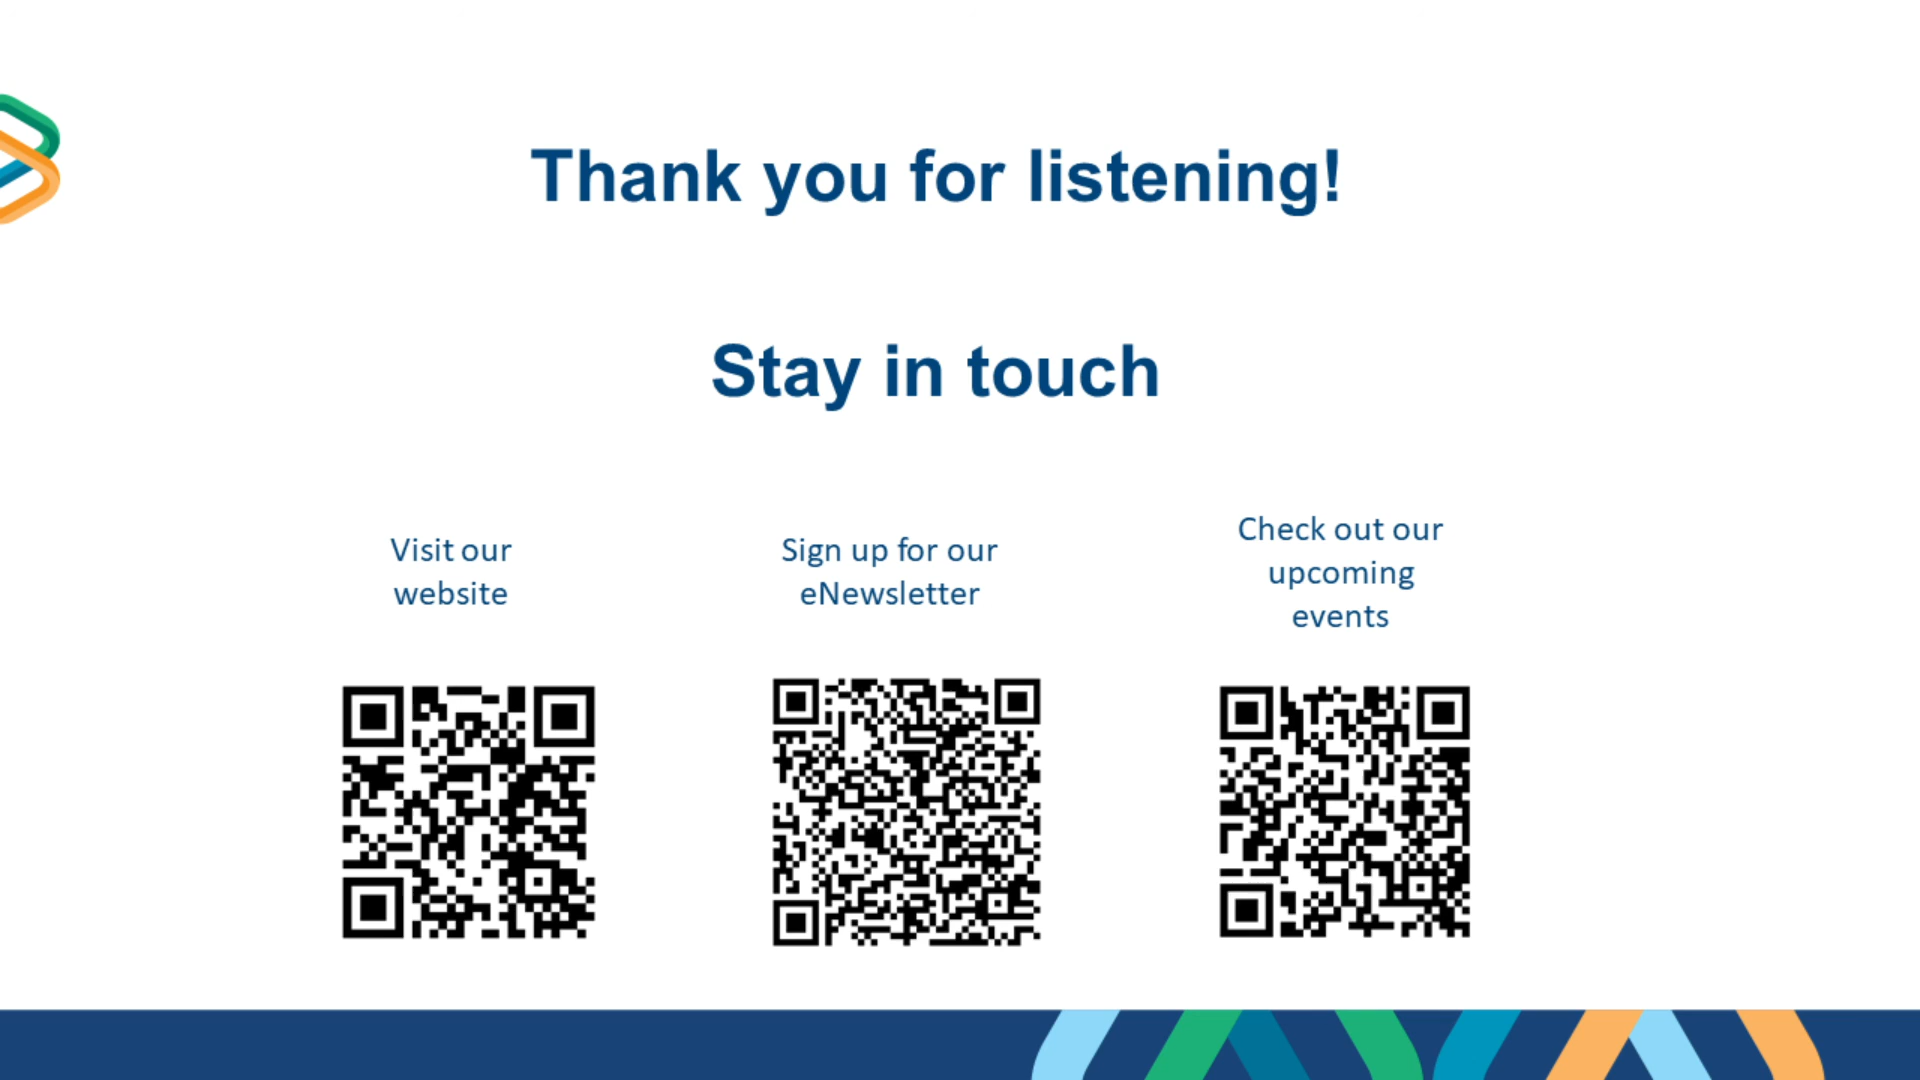 Thank you for listening!
Stay in touch
Visit our
website
Sign up for our
eNewsletter
Check out our
upcoming
events